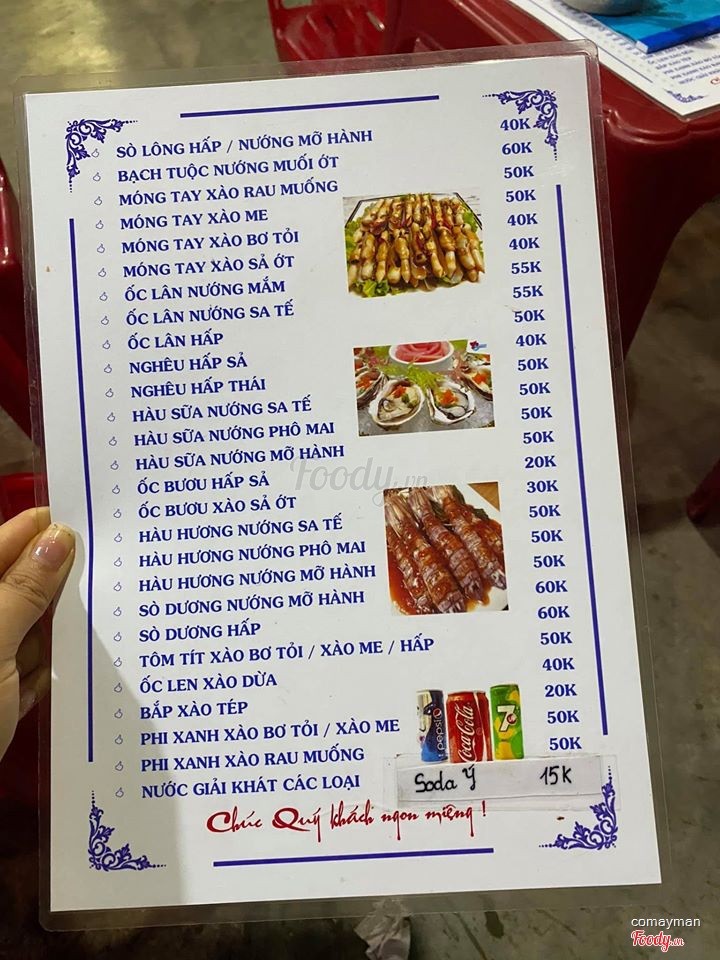 SÒ LÔNG HẤP / NƯỚNG MỠ HÀNH 40K
BẠCH TUỘC NƯỚNG MUỐI ỚT 60K
MÓNG TAY XÀO RAU MUỐNG 50K
MÓNG TAY XÀO ME 50K
MÓNG TAY XÀO BƠ TỎI 40K
MÓNG TAY XÀO SẢ ỚT 40K
ỐC LÂN NƯỚNG MẮM 55K
ỐC LÂN NƯỚNG SA TẾ 55K
ỐC LÂN HẤP 50K
NGHÊU HẤP SẢ 40K
NGHÊU HẤP THÁI 50K
HÀU SỮA NƯỚNG SA TẾ 50K
HÀU SỮA NƯỚNG PHÔ MAI 50K
HÀU SỮA NƯỚNG MỠ HÀNH 50K
ỐC BƯƠU HẤP SẢ 20K
ỐC BƯƠU XÀO SẢ ỚT 30K
HÀU HƯƠNG NƯỚNG SA TẾ 50K
HÀU HƯƠNG NƯỚNG PHÔ MAI 50K
HÀU HƯƠNG NƯỚNG MỠ HÀNH 50K
SÒ DƯƠNG NƯỚNG MỠ HÀNH 60K
SÒ DƯƠNG HẤP 60K
TÔM TÍT XÀO BƠ TỎI / XÀO ME / HẤP 50K
ỐC LEN XÀO DỪA 40K
BẮP XÀO TÉP 20K
PHI XANH XÀO BƠ TỎI / XÀO ME 50K
PHI XANH XÀO RAU MUỐNG 50K
NƯỚC GIẢI KHÁT CÁC LOẠI
Soda Ý 15K
Chúc Quý khách ngon miệng !
pepsi
Coca-Cola
7
Foody.vn
comayman
Foody.vn